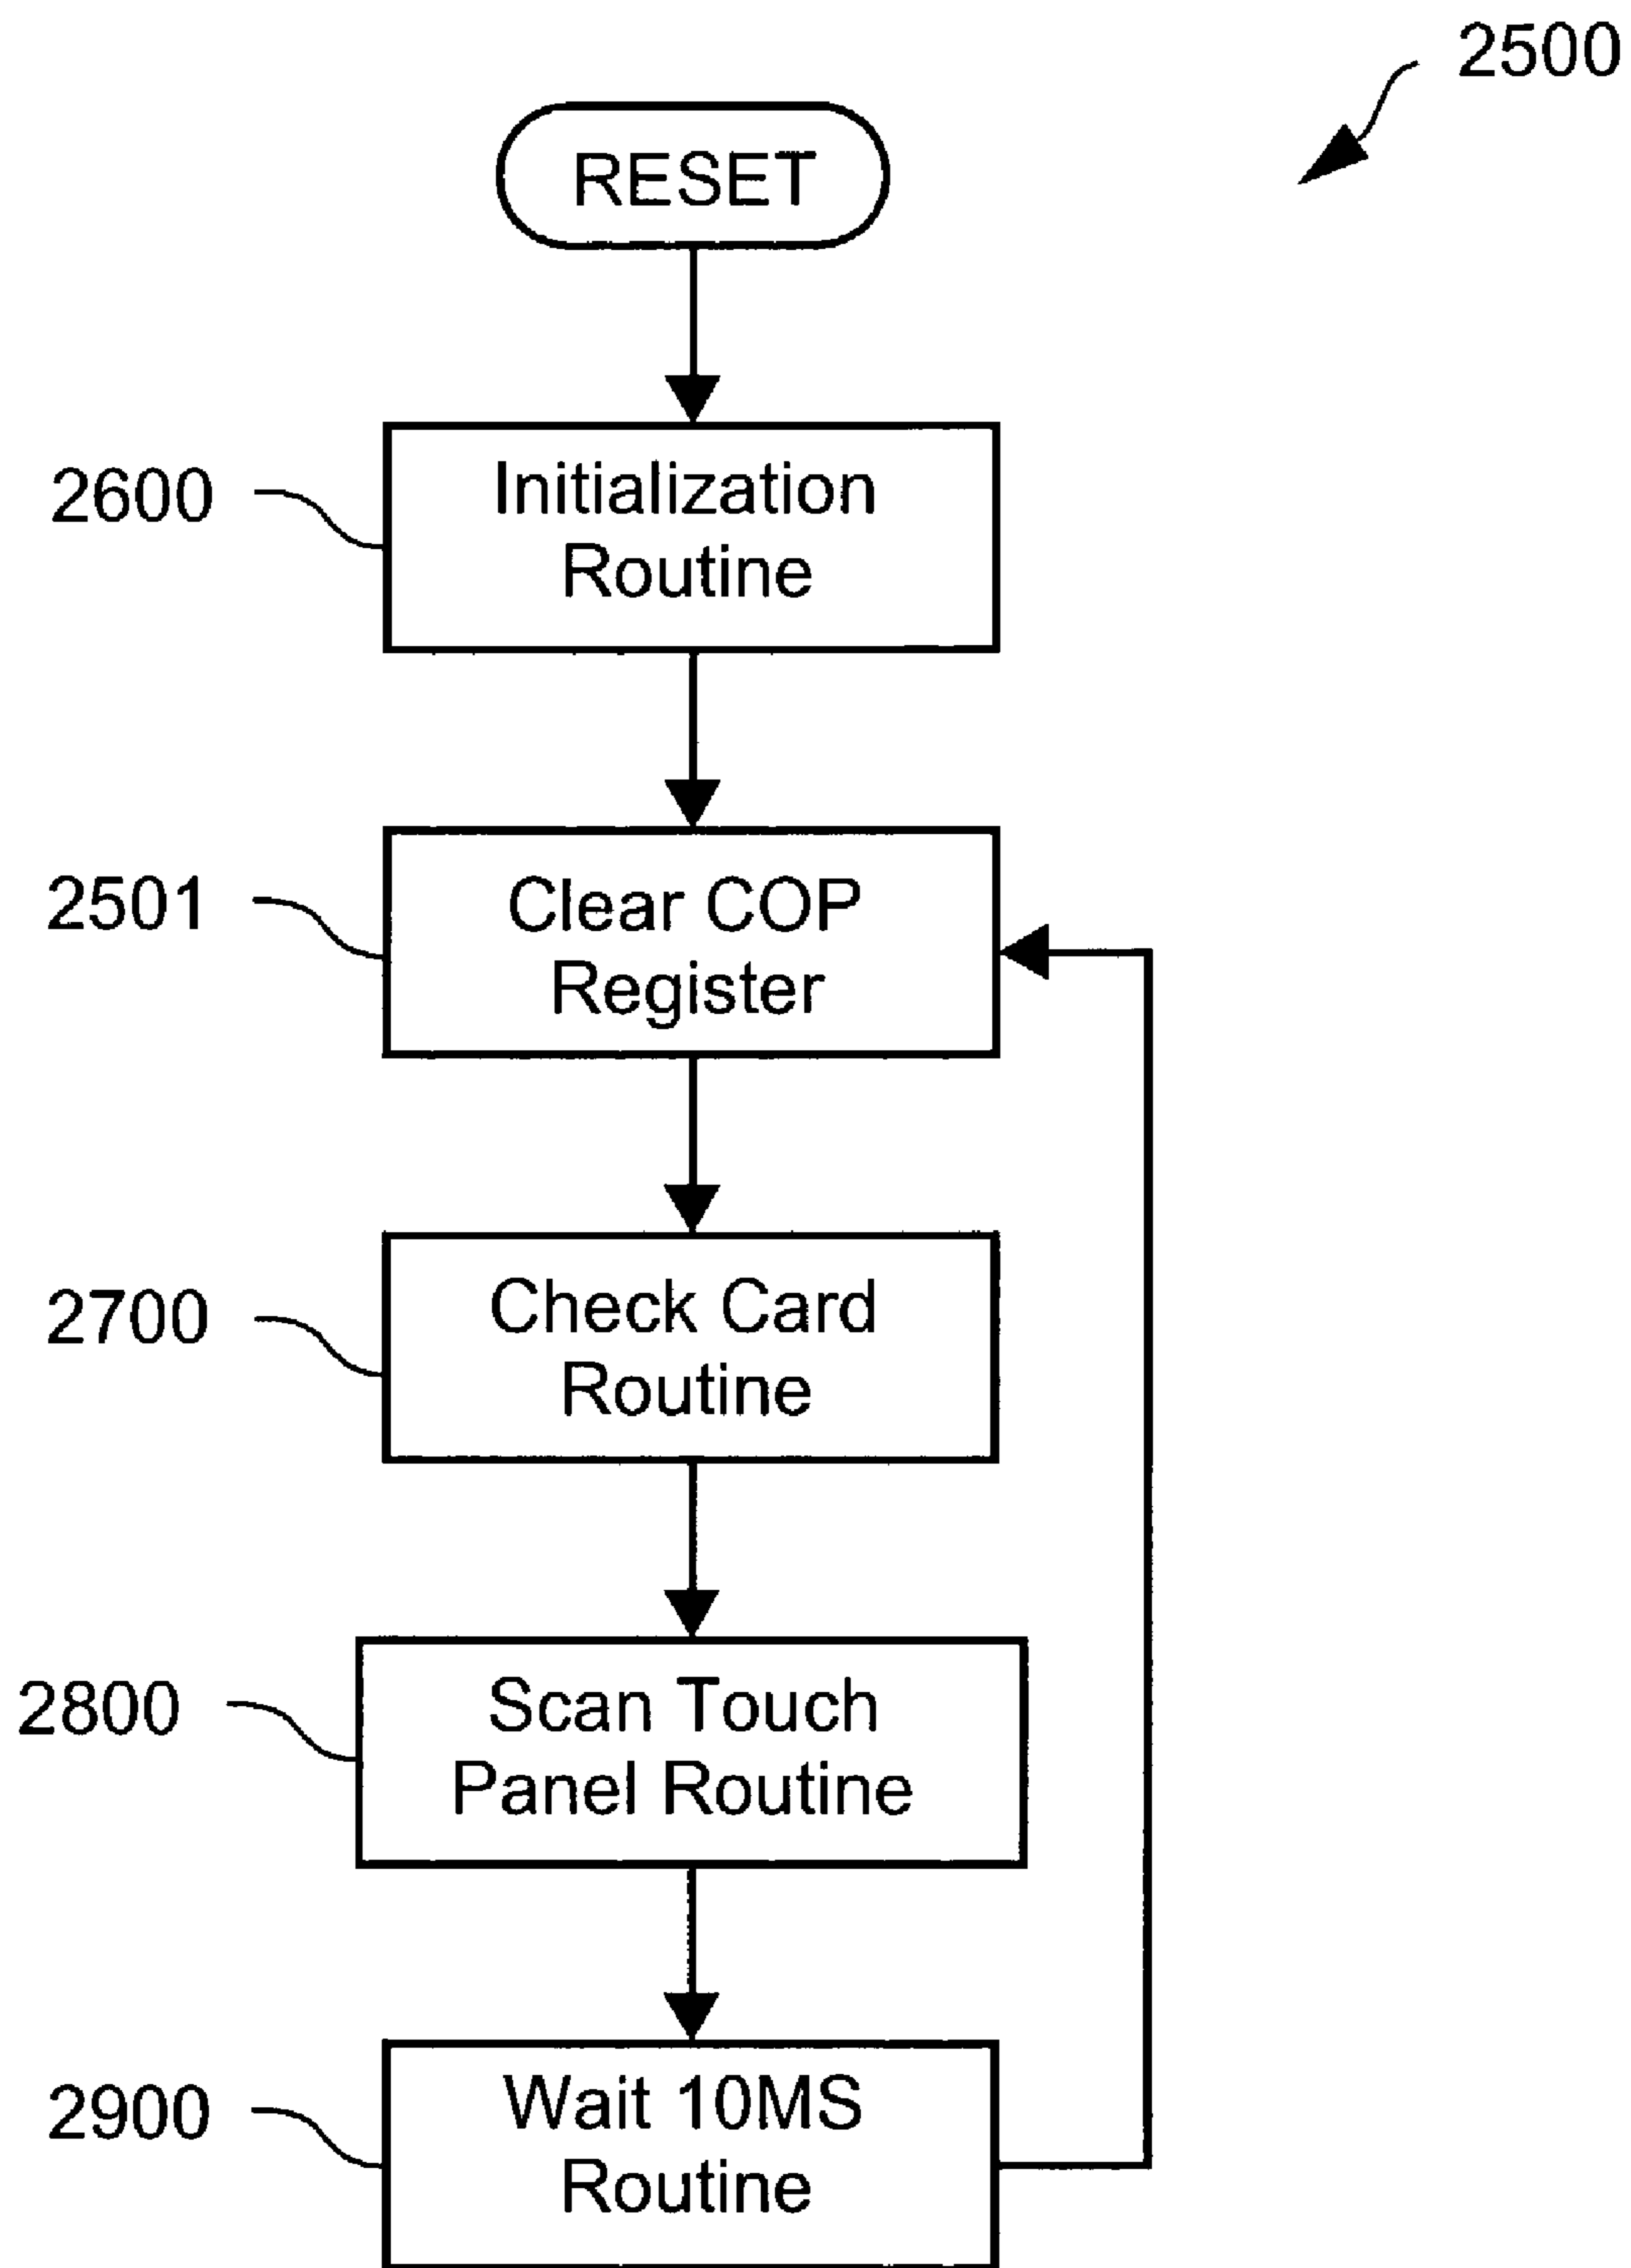 2500
RESET
2600
Initialization
Routine
2501
Clear COP
Register
2700
Check Card
Routine
2800
Scan Touch
Panel Routine
2900
Wait 10MS
Routine